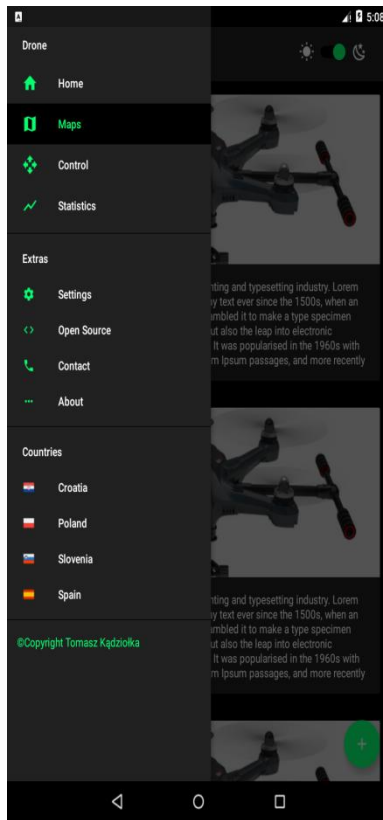 5:08
Drone
Home
Maps
Control
Statistics
Extras
Settings
Open Source
Contact
About
Countries
Croatia
Poland
Slovenia
Spain
©Copyright Tomasz Kądziołka
nting and typesetting industry. Lorem
y text ever since the 1500s, when an
ambled it to make a type specimen
ut also the leap into electronic
It was popularised in the 1960s with
m Ipsum passages, and more recently
nting and typesetting industry. Lorem
y text ever since the 1500s, when an
ambled it to make a type specimen
ut also the leap into electronic
It was popularised in the 1960s with
m Ipsum passages, and more recently